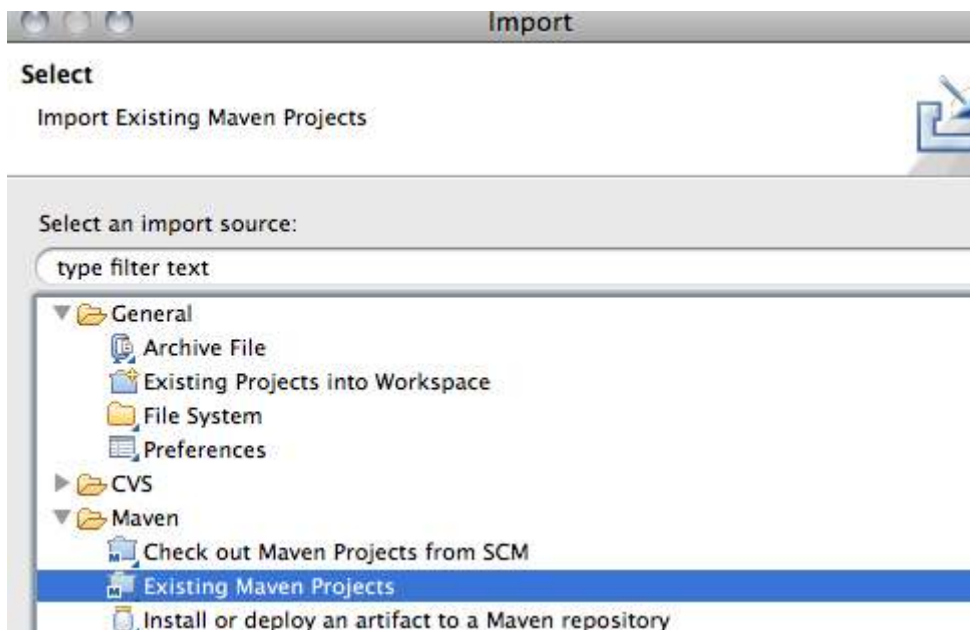 Import
Select
Import Existing Maven Projects
Select an import source:
type filter text
General
Archive File
Existing Projects into Workspace
File System
Preferences
CVS
Maven
Check out Maven Projects from SCM
Existing Maven Projects
Install or deploy an artifact to a Maven repository